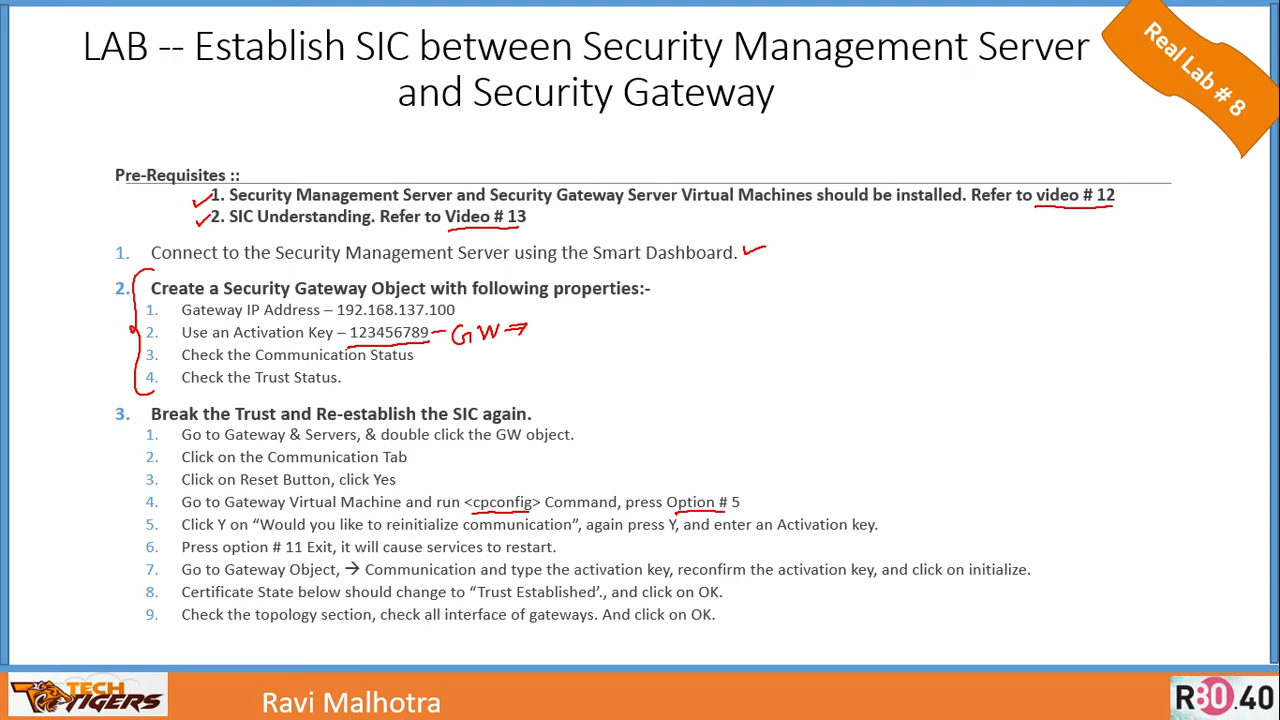 LAB -- Establish SIC between Security Management Server
and Security Gateway
Real Lab # 8
Pre-Requisites ::
1. Security Management Server and Security Gateway Server Virtual Machines should be installed. Refer to video # 12
2. SIC Understanding. Refer to Video # 13
1. Connect to the Security Management Server using the Smart Dashboard.
2. Create a Security Gateway Object with following properties:-
1. Gateway IP Address – 192.168.137.100
2. Use an Activation Key – 123456789 – GW ⇒
3. Check the Communication Status
4. Check the Trust Status.
3. Break the Trust and Re-establish the SIC again.
1. Go to Gateway & Servers, & double click the GW object.
2. Click on the Communication Tab
3. Click on Reset Button, click Yes
4. Go to Gateway Virtual Machine and run <cpconfig> Command, press Option # 5
5. Click Y on “Would you like to reinitialize communication”, again press Y, and enter an Activation key.
6. Press option # 11 Exit, it will cause services to restart.
7. Go to Gateway Object, → Communication and type the activation key, reconfirm the activation key, and click on initialize.
8. Certificate State below should change to “Trust Established’., and click on OK.
9. Check the topology section, check all interface of gateways. And click on OK.
TECH
TIGERS
Ravi Malhotra
R80.40